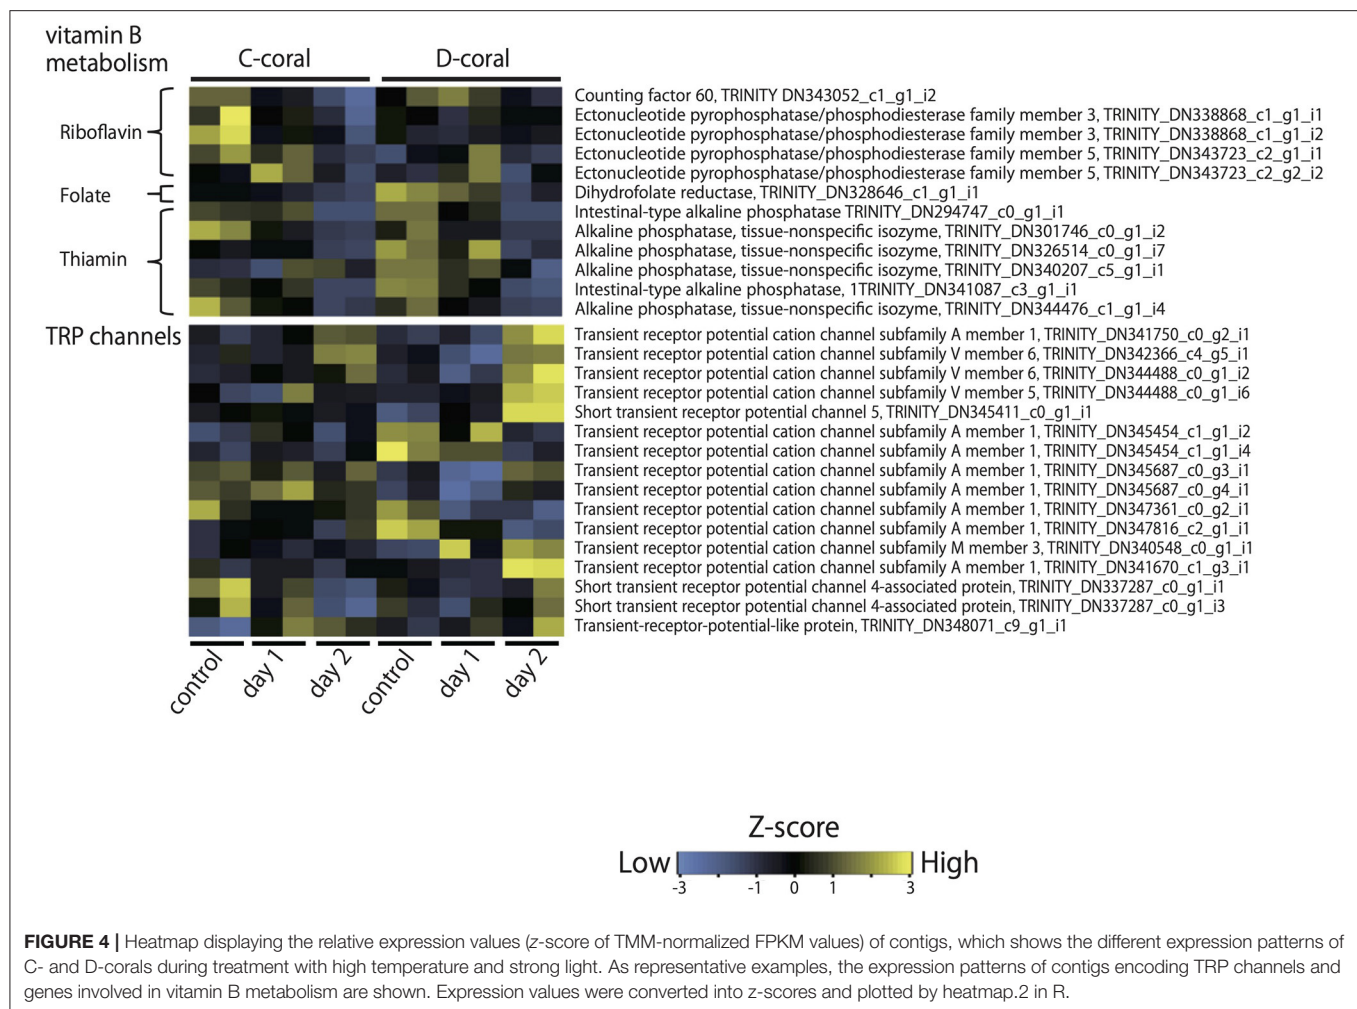 vitamin B
metabolism
C-coral
D-coral
Riboflavin
Folate
Thiamin
Counting factor 60, TRINITY DN343052_c1_g1_i2
Ectonucleotide pyrophosphatase/phosphodiesterase family member 3, TRINITY_DN338868_c1_g1_i1
Ectonucleotide pyrophosphatase/phosphodiesterase family member 3, TRINITY_DN338868_c1_g1_i2
Ectonucleotide pyrophosphatase/phosphodiesterase family member 5, TRINITY_DN343723_c2_g1_i1
Ectonucleotide pyrophosphatase/phosphodiesterase family member 5, TRINITY_DN343723_c2_g2_i2
Dihydrofolate reductase, TRINITY_DN328646_c1_g1_i1
Intestinal-type alkaline phosphatase TRINITY_DN294747_c0_g1_i1
Alkaline phosphatase, tissue-nonspecific isozyme, TRINITY_DN301746_c0_g1_i2
Alkaline phosphatase, tissue-nonspecific isozyme, TRINITY_DN326514_c0_g1_i7
Alkaline phosphatase, tissue-nonspecific isozyme, TRINITY_DN340207_c5_g1_i1
Intestinal-type alkaline phosphatase, 1TRINITY_DN341087_c3_g1_i1
Alkaline phosphatase, tissue-nonspecific isozyme, TRINITY_DN344476_c1_g1_i4
TRP channels
Transient receptor potential cation channel subfamily A member 1, TRINITY_DN341750_c0_g2_i1
Transient receptor potential cation channel subfamily V member 6, TRINITY_DN342366_c4_g5_i1
Transient receptor potential cation channel subfamily V member 6, TRINITY_DN344488_c0_g1_i2
Transient receptor potential cation channel subfamily V member 5, TRINITY_DN344488_c0_g1_i6
Short transient receptor potential channel 5, TRINITY_DN345411_c0_g1_i1
Transient receptor potential cation channel subfamily A member 1, TRINITY_DN345454_c1_g1_i2
Transient receptor potential cation channel subfamily A member 1, TRINITY_DN345454_c1_g1_i4
Transient receptor potential cation channel subfamily A member 1, TRINITY_DN345687_c0_g3_i1
Transient receptor potential cation channel subfamily A member 1, TRINITY_DN345687_c0_g4_i1
Transient receptor potential cation channel subfamily A member 1, TRINITY_DN347361_c0_g2_i1
Transient receptor potential cation channel subfamily A member 1, TRINITY_DN347816_c2_g1_i1
Transient receptor potential cation channel subfamily M member 3, TRINITY_DN340548_c0_g1_i1
Transient receptor potential cation channel subfamily A member 1, TRINITY_DN341670_c1_g3_i1
Short transient receptor potential channel 4-associated protein, TRINITY_DN337287_c0_g1_i1
Short transient receptor potential channel 4-associated protein, TRINITY_DN337287_c0_g1_i3
Transient-receptor-potential-like protein, TRINITY_DN348071_c9_g1_i1
control
day 1
day 2
control
day 1
day 2
Z-score
Low
High
-3 -1 0 1 3
FIGURE 4 | Heatmap displaying the relative expression values (z-score of TMM-normalized FPKM values) of contigs, which shows the different expression patterns of
C- and D-corals during treatment with high temperature and strong light. As representative examples, the expression patterns of contigs encoding TRP channels and
genes involved in vitamin B metabolism are shown. Expression values were converted into z-scores and plotted by heatmap.2 in R.